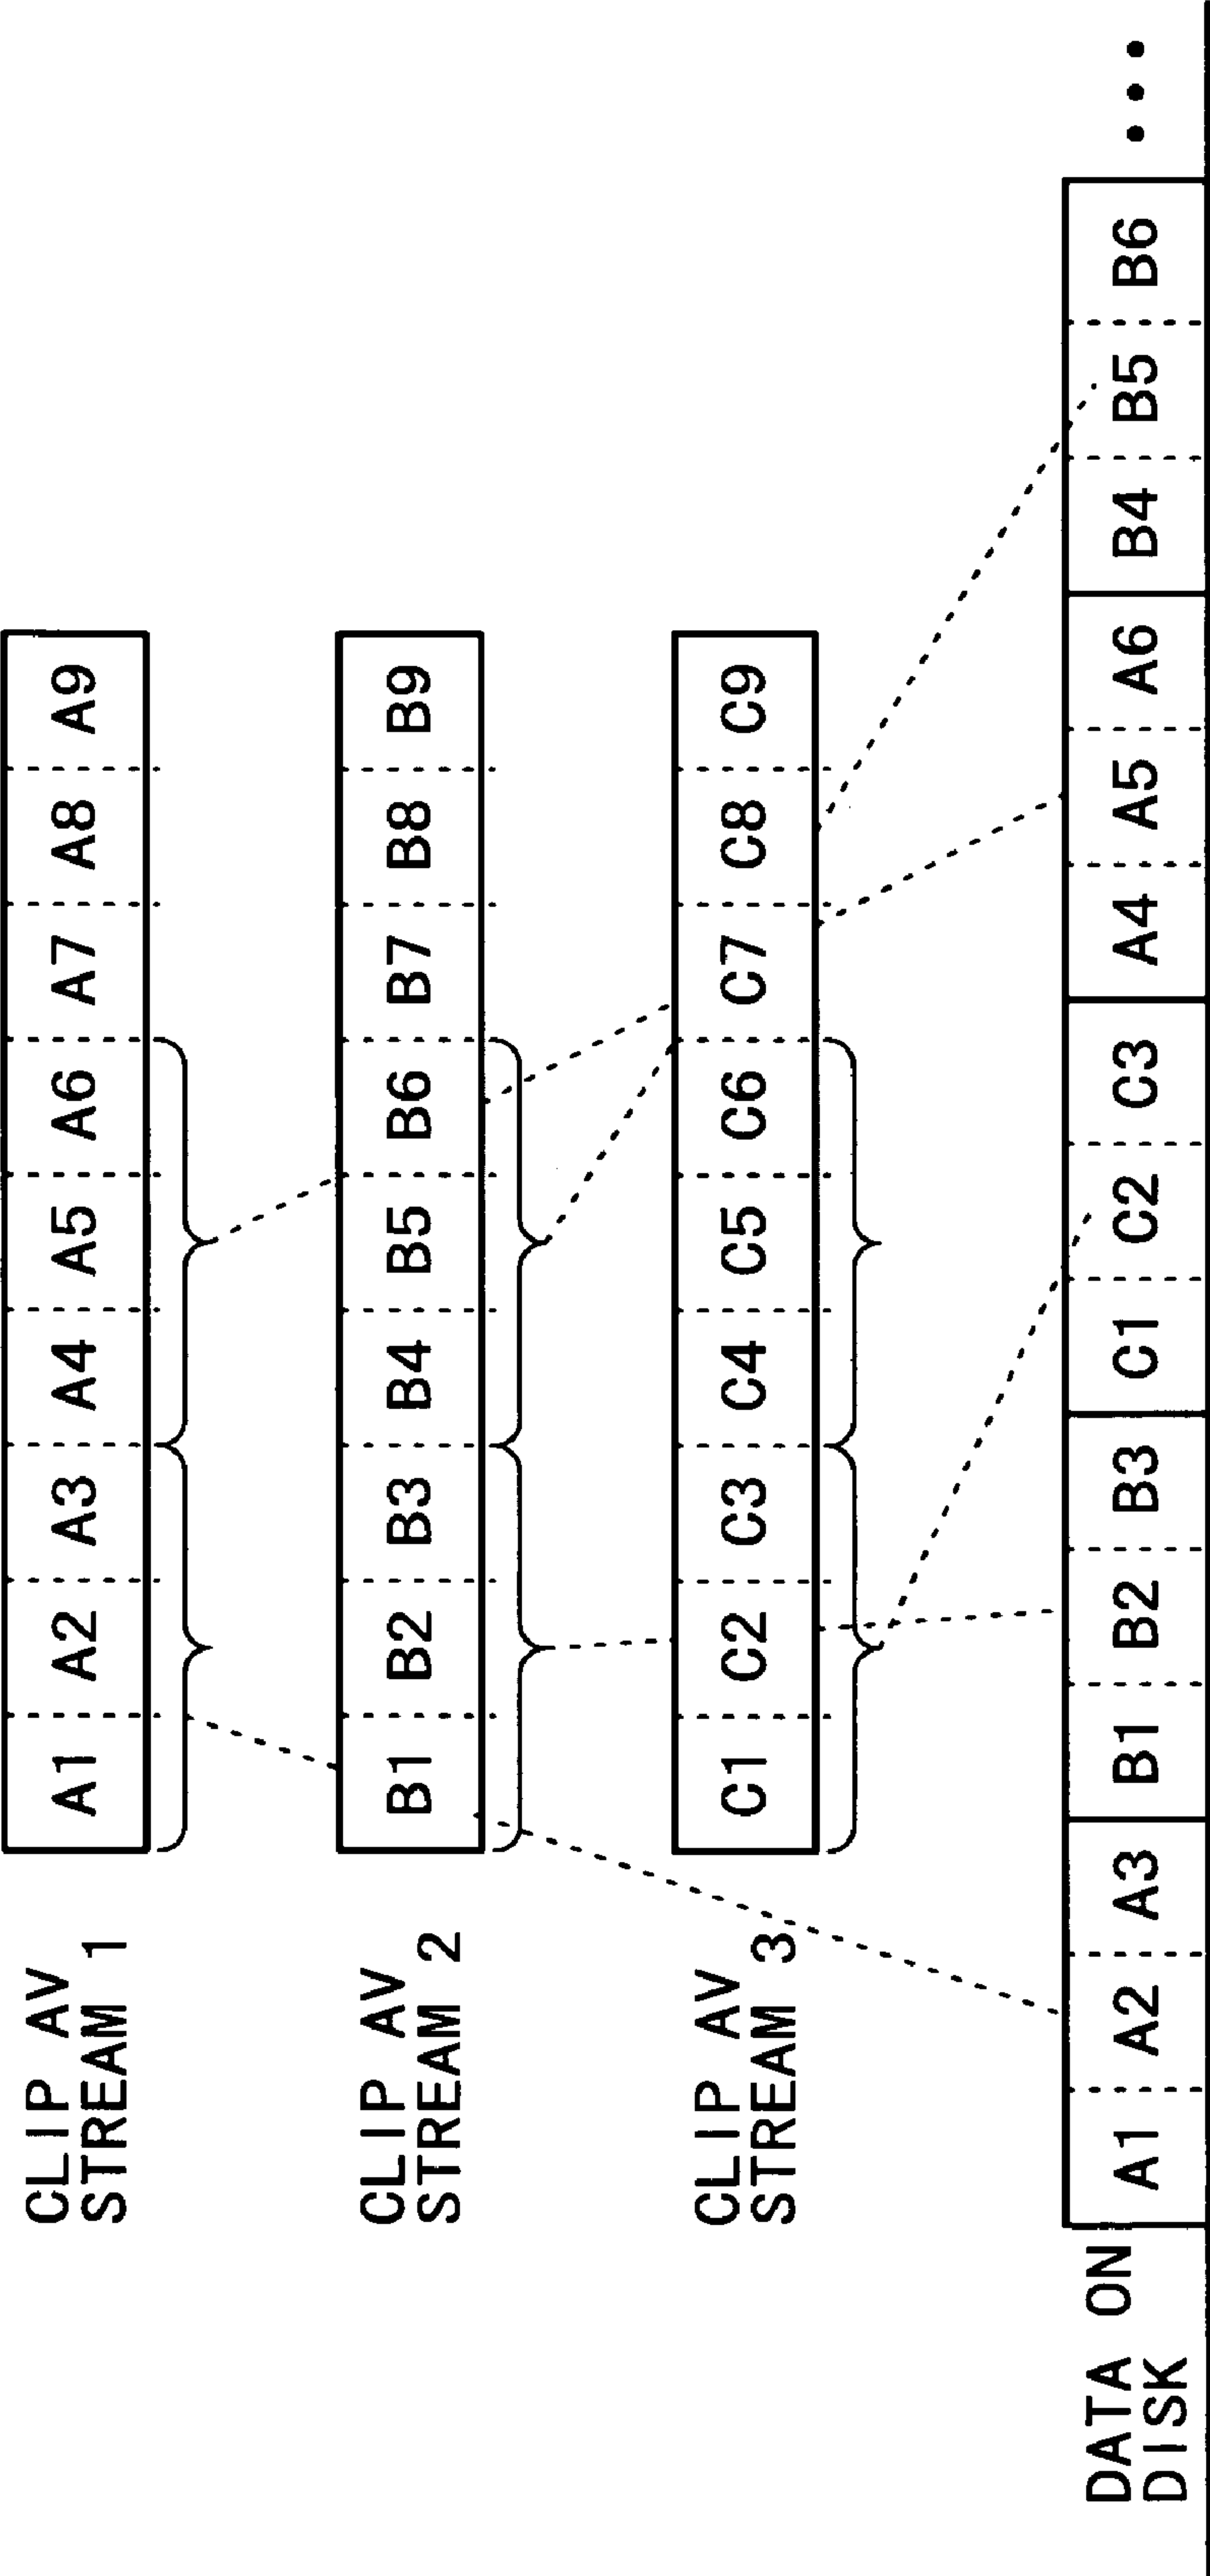 CLIP AV
STREAM 1
A1 A2 A3 A4 A5 A6 A7 A8 A9
CLIP AV
STREAM 2
B1 B2 B3 B4 B5 B6 B7 B8 B9
CLIP AV
STREAM 3
C1 C2 C3 C4 C5 C6 C7 C8 C9
DATA ON
DISK
A1 A2 A3 B1 B2 B3 C1 C2 C3 A4 A5 A6 B4 B5 B6 •••